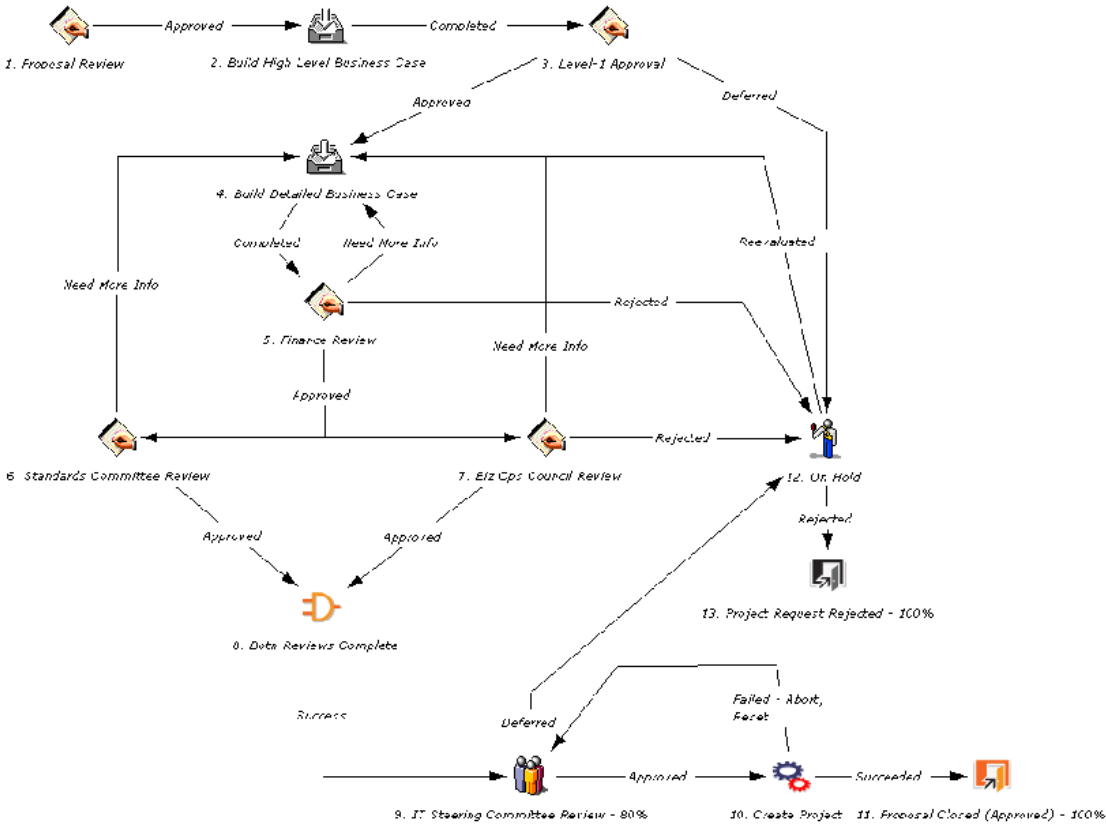 Approved
Completed
1. Proposal Review
2. Build High Level Business Case
3. Level-1 Approval
Approved
Deferred
4. Build Detailed Business Case
Completed
Need More Info
Reevaluated
Need More Info
Rejected
5. Finance Review
Need More Info
Approved
Rejected
6. Standards Committee Review
7. Biz Ops Council Review
12. On Hold
Approved
Approved
Rejected
13. Project Request Rejected - 100%
8. Both Reviews Complete
Failed - Abort,
Reset
Success
Deferred
Approved
Succeeded
9. IT Steering Committee Review - 80%
10. Create Project
11. Proposal Closed (Approved) - 100%